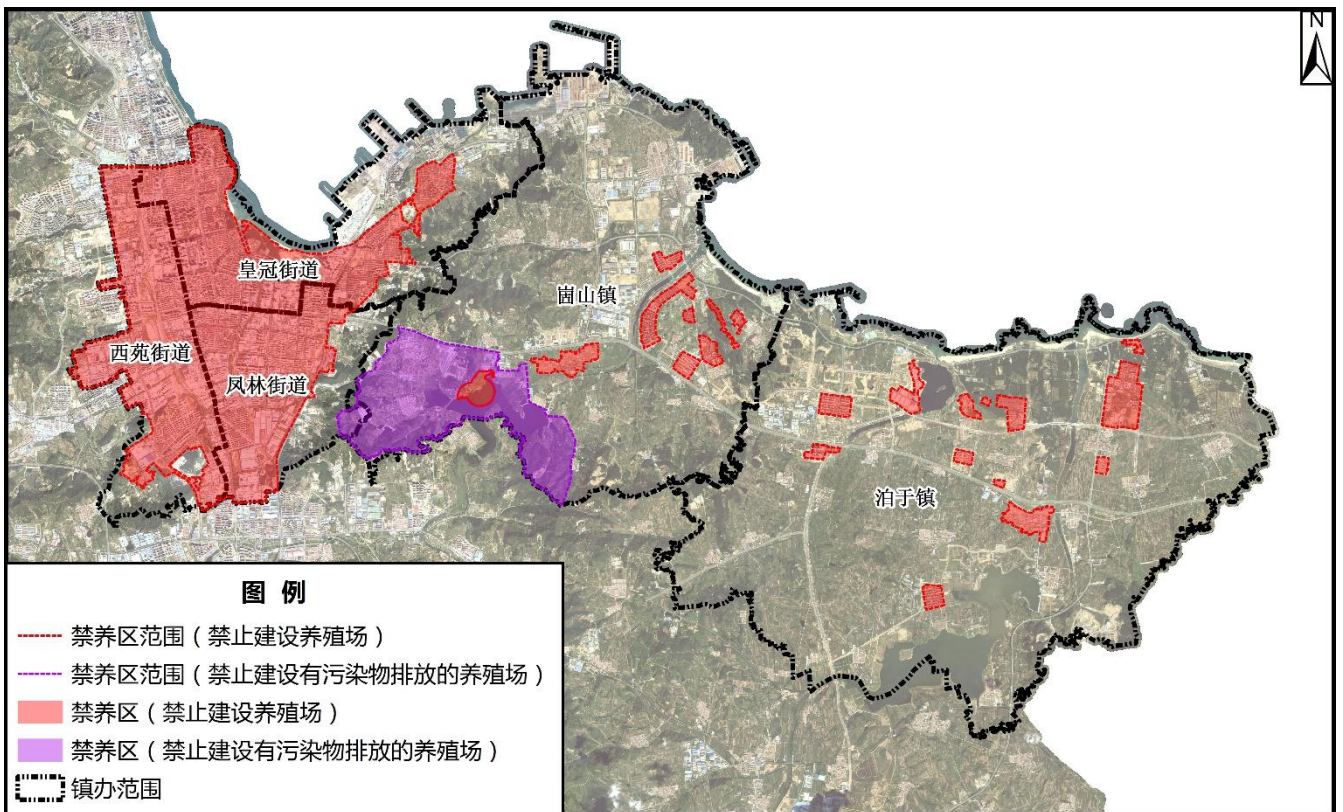 N
皇冠街道
崮山镇
西苑街道
凤林街道
泊于镇
图 例
禁养区范围（禁止建设养殖场）
禁养区范围（禁止建设有污染物排放的养殖场）
禁养区（禁止建设养殖场）
禁养区（禁止建设有污染物排放的养殖场）
镇办范围